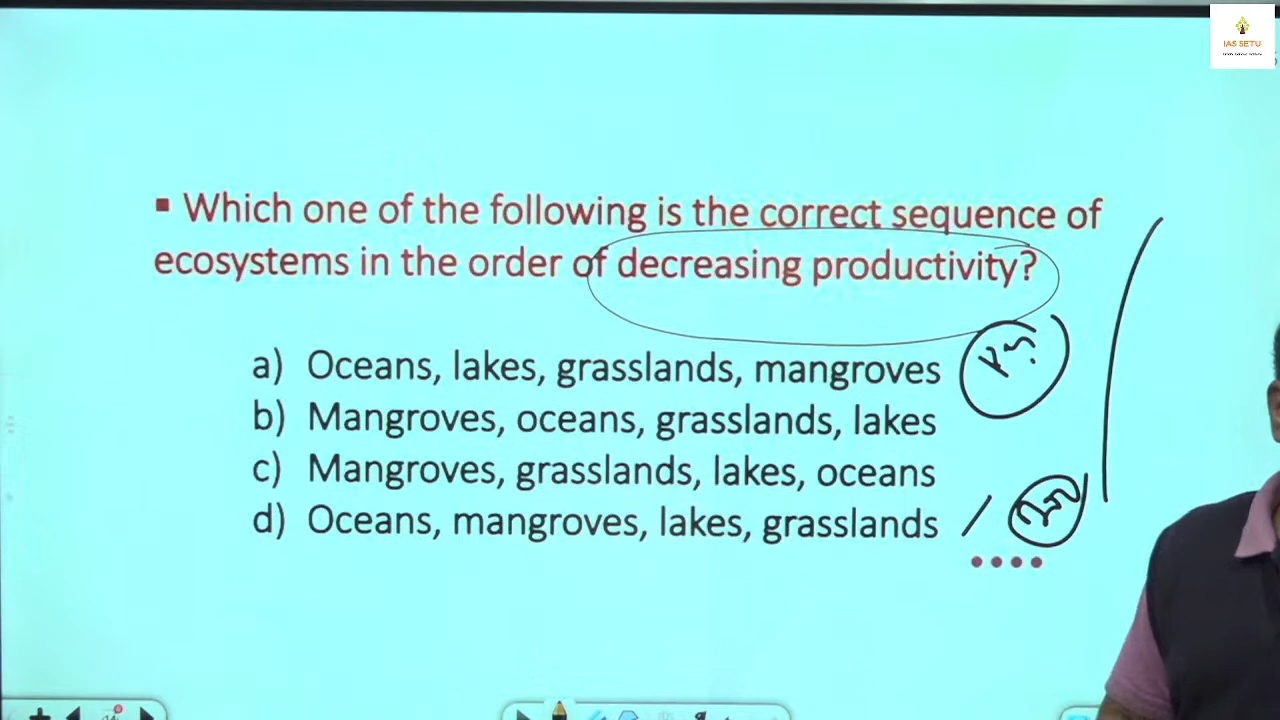 IAS SETU
▪ Which one of the following is the correct sequence of
ecosystems in the order of decreasing productivity?
a) Oceans, lakes, grasslands, mangroves
b) Mangroves, oceans, grasslands, lakes
c) Mangroves, grasslands, lakes, oceans
d) Oceans, mangroves, lakes, grasslands